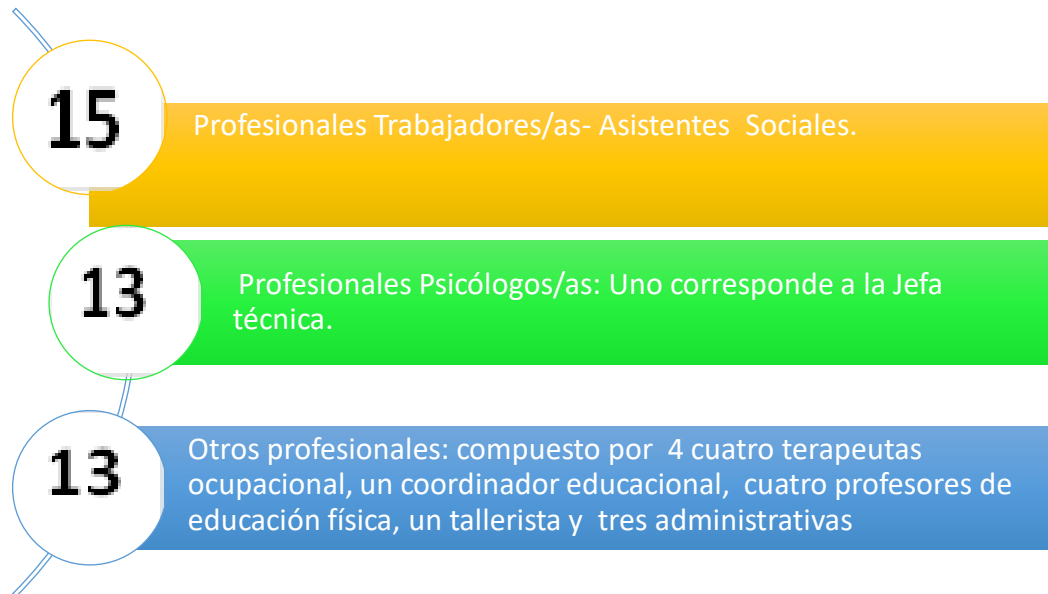 15
Profesionales Trabajadores/as- Asistentes Sociales.
13
Profesionales Psicólogos/as: Uno corresponde a la Jefa
técnica.
13
Otros profesionales: compuesto por 4 cuatro terapeutas
ocupacional, un coordinador educacional, cuatro profesores de
educación física, un tallerista y tres administrativas